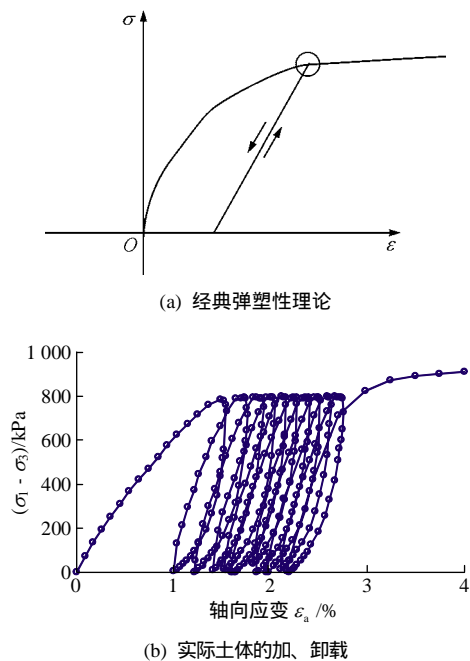 σ
O
ε
(a) 经典弹塑性理论
1 000
800
600
400
200
0
(σ1 - σ3)/kPa
0 1 2 3 4
轴向应变 εa /%
(b) 实际土体的加、卸载